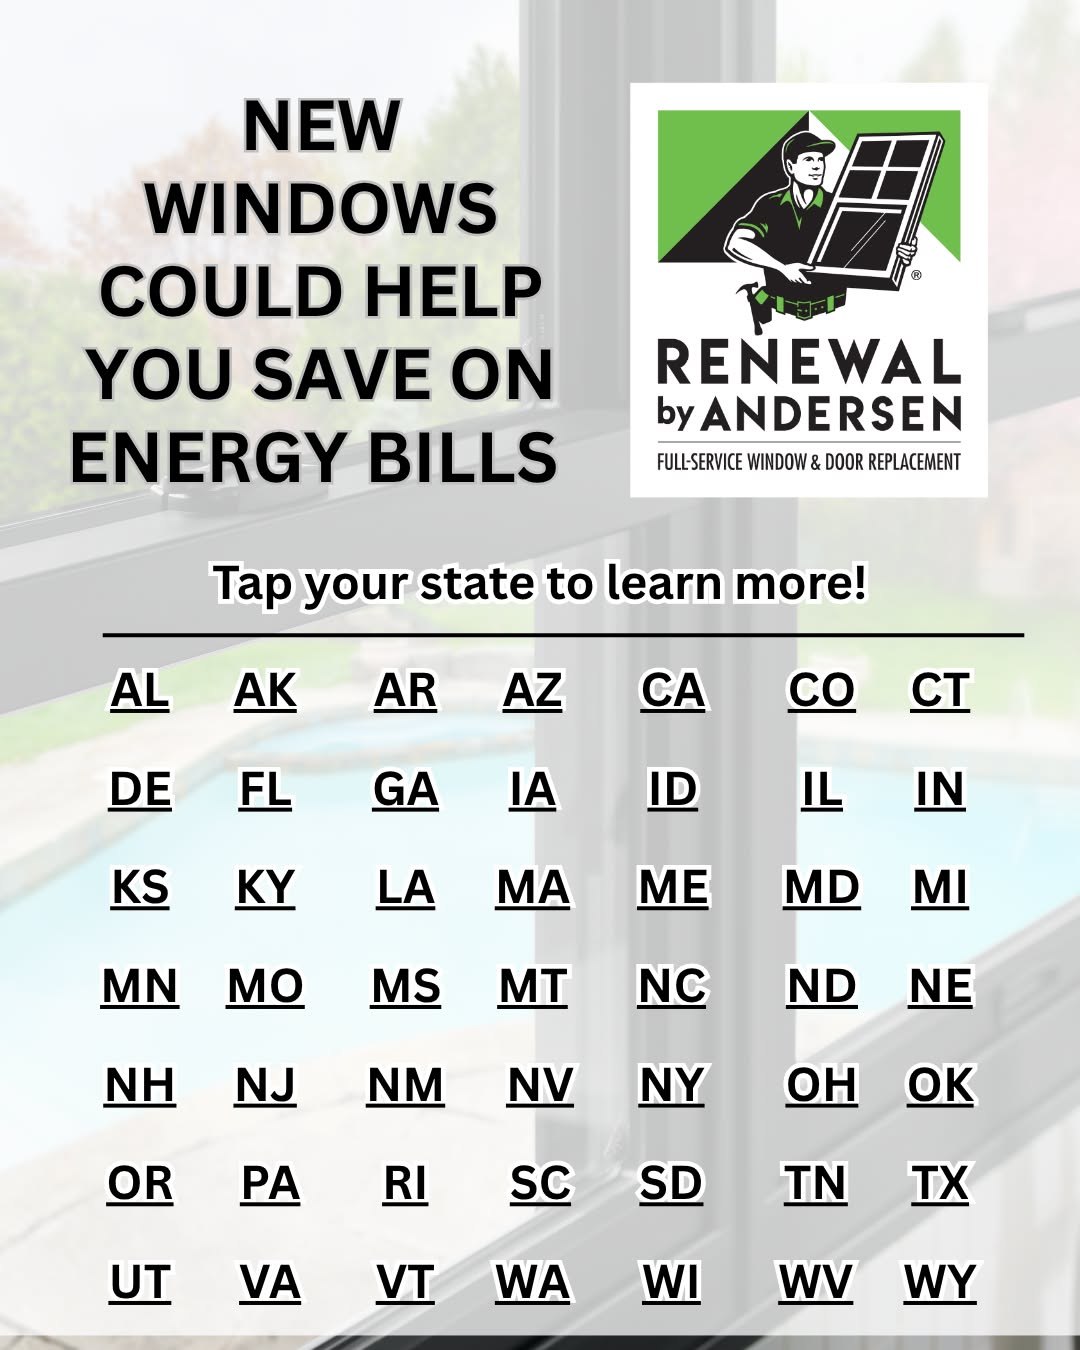 NEW
WINDOWS
COULD HELP
YOU SAVE ON
ENERGY BILLS
®
RENEWAL
by ANDERSEN
FULL-SERVICE WINDOW & DOOR REPLACEMENT
Tap your state to learn more!
AL AK AR AZ CA CO CT
DE FL GA IA ID IL IN
KS KY LA MA ME MD MI
MN MO MS MT NC ND NE
NH NJ NM NV NY OH OK
OR PA RI SC SD TN TX
UT VA VT WA WI WV WY